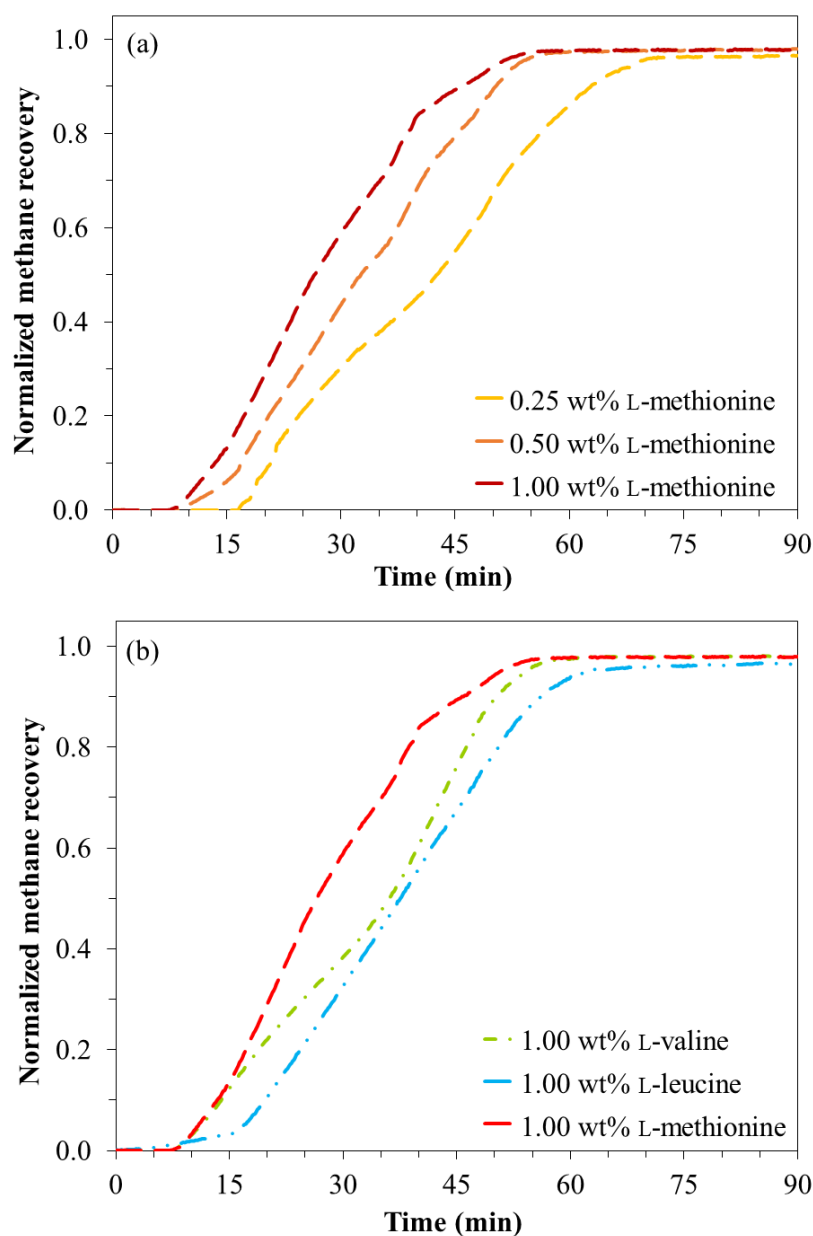 (a)
Normalized methane recovery
1.0
0.8
0.6
0.4
0.2
0.0
0.25 wt% L-methionine
0.50 wt% L-methionine
1.00 wt% L-methionine
0 15 30 45 60 75 90
Time (min)
(b)
Normalized methane recovery
1.0
0.8
0.6
0.4
0.2
0.0
1.00 wt% L-valine
1.00 wt% L-leucine
1.00 wt% L-methionine
0 15 30 45 60 75 90
Time (min)